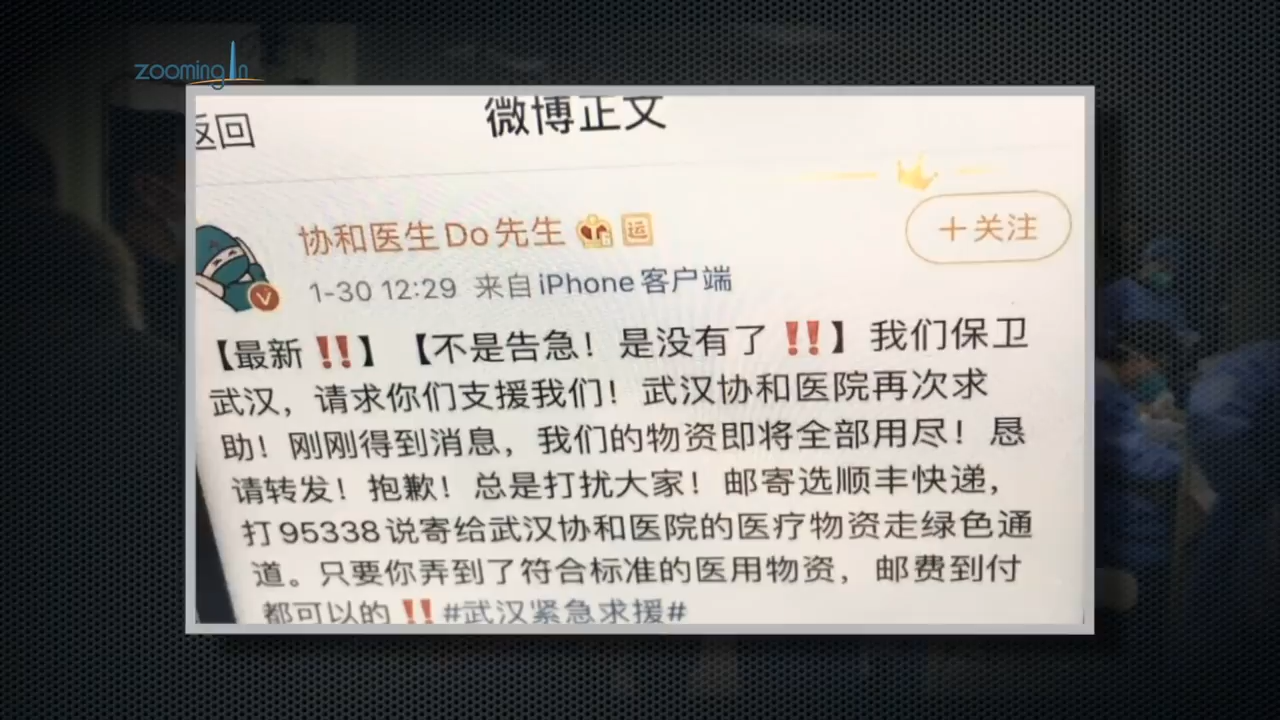 zooming In
返回
微博正文
协和医生Do先生 运
+关注
1-30 12:29 来自 iPhone客户端
【最新‼️】【不是告急！是没有了‼️】我们保卫
武汉，请求你们支援我们！武汉协和医院再次求
助！刚刚得到消息，我们的物资即将全部用尽！恳
请转发！抱歉！总是打扰大家！邮寄选顺丰快递，
打95338说寄给武汉协和医院的医疗物资走绿色通
道。只要你弄到了符合标准的医用物资，邮费到付
都可以的‼️#武汉紧急求援#